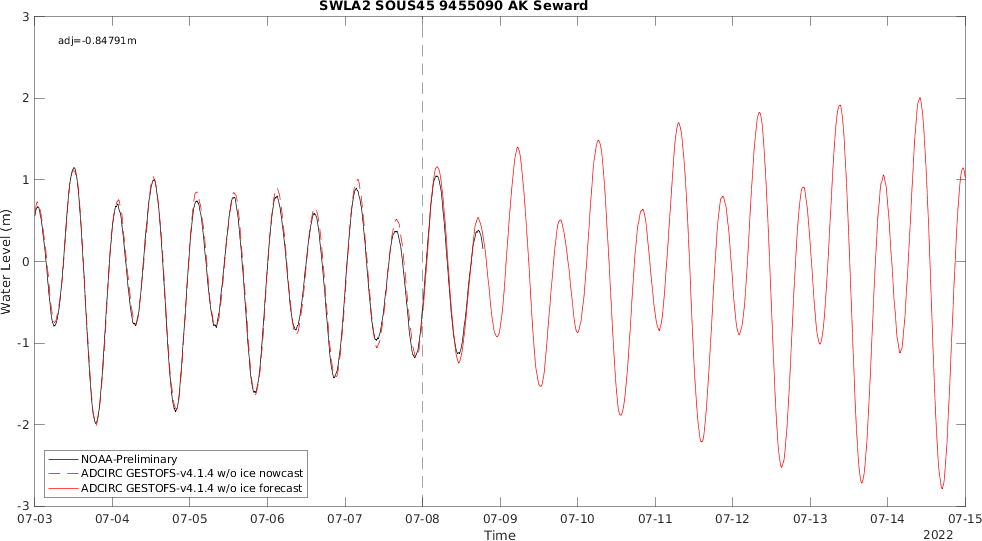 SWLA2 SOUS45 9455090 AK Seward
adj=-0.84791m
Water Level (m)
3
2
1
0
-1
-2
-3
NOAA-Preliminary
ADCIRC GESTOFS-v4.1.4 w/o ice nowcast
ADCIRC GESTOFS-v4.1.4 w/o ice forecast
07-03 07-04 07-05 07-06 07-07 07-08 07-09 07-10 07-11 07-12 07-13 07-14 07-15
Time
2022